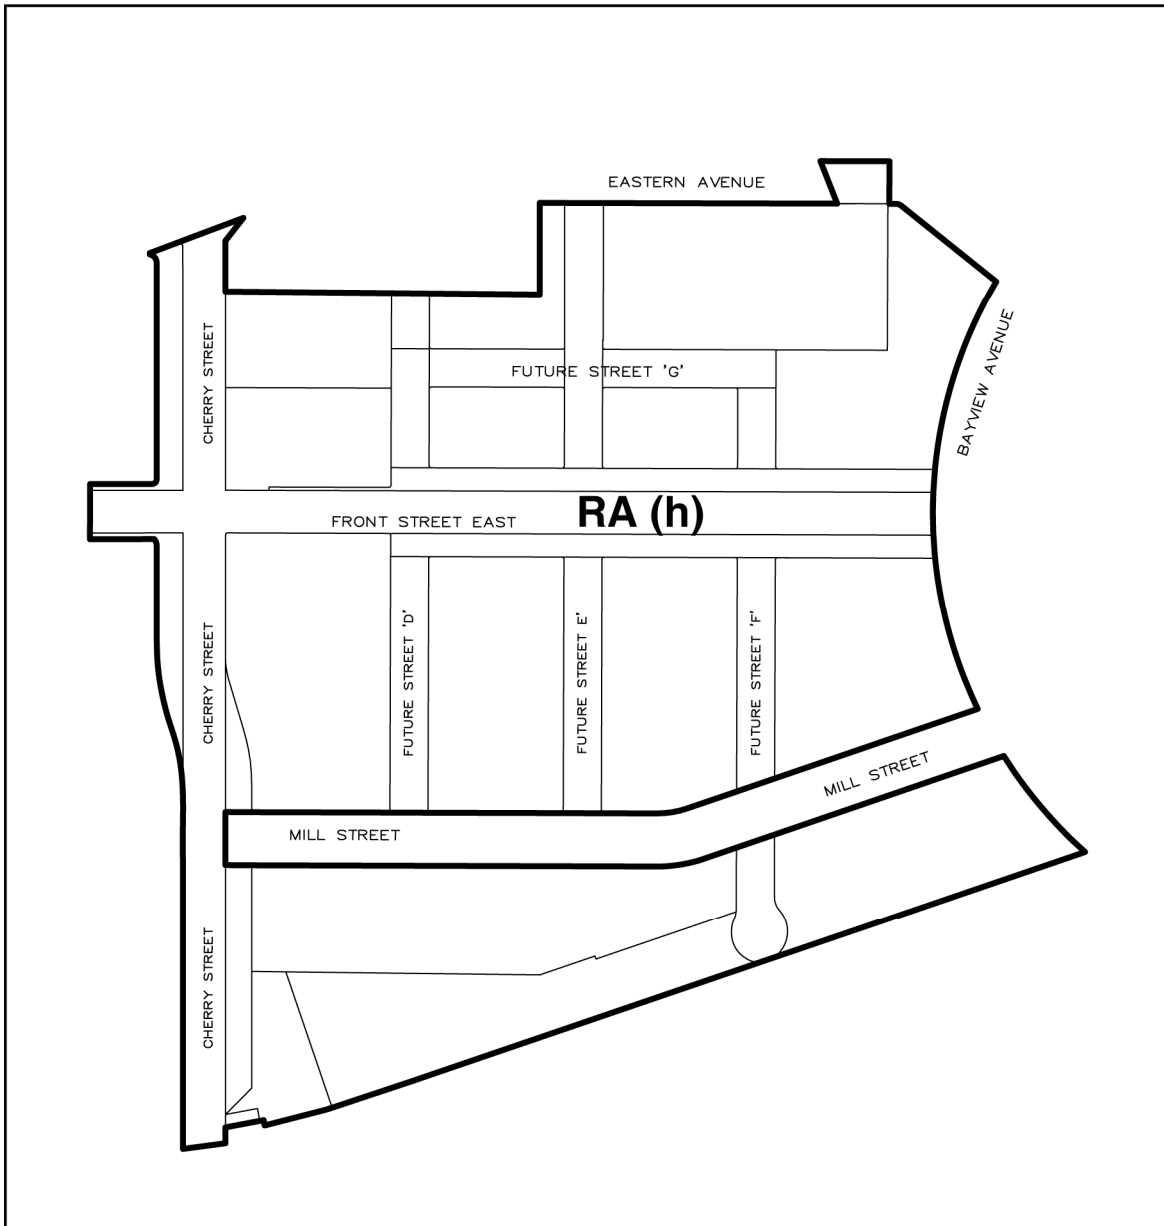 EASTERN AVENUE
CHERRY STREET
BAYVIEW AVENUE
FUTURE STREET 'G'
RA (h)
FRONT STREET EAST
CHERRY STREET
FUTURE STREET 'D'
FUTURE STREET E'
FUTURE STREET 'F'
MILL STREET
MILL STREET
CHERRY STREET